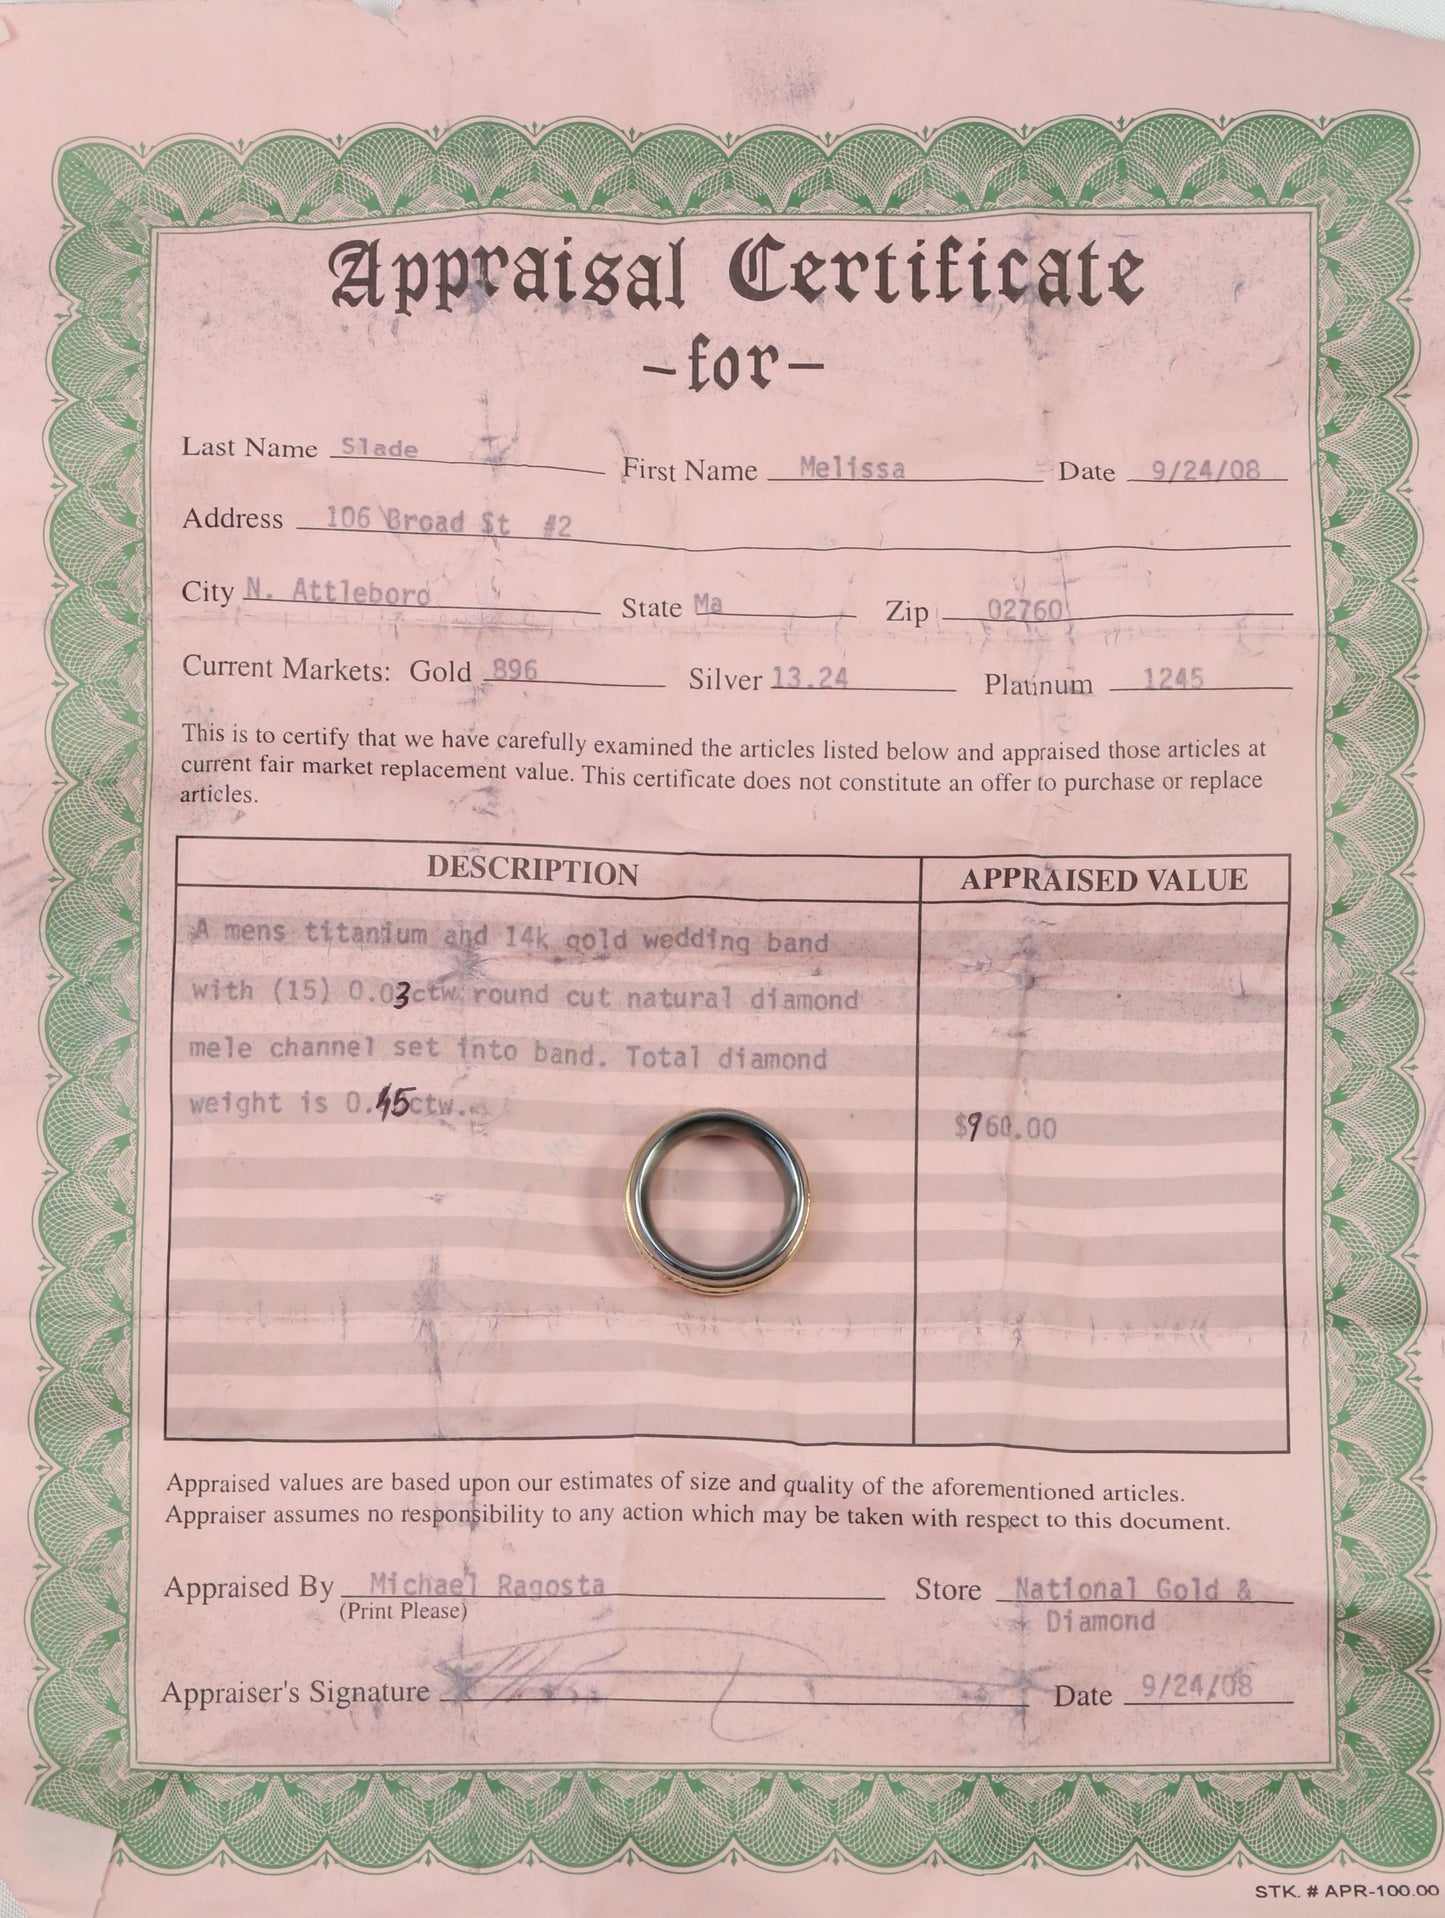 Appraisal Certificate
-for-
Last Name Slade First Name Melissa Date 9/24/08
Address 106 Broad St #2
City N. Attleboro State Ma Zip 02760
Current Markets: Gold 896 Silver 13.24 Platinum 1245
This is to certify that we have carefully examined the articles listed below and appraised those articles at
current fair market replacement value. This certificate does not constitute an offer to purchase or replace
articles.
DESCRIPTION APPRAISED VALUE
A mens titanium and 14k gold wedding band
with (15) 0.03ctw round cut natural diamond
mele channel set into band. Total diamond
weight is 0.45ctw.
$960.00
Appraised values are based upon our estimates of size and quality of the aforementioned articles.
Appraiser assumes no responsibility to any action which may be taken with respect to this document.
Appraised By Michael Ragosta Store National Gold &
(Print Please) Diamond
Appraiser's Signature Date 9/24/08
STK. # APR-100.00